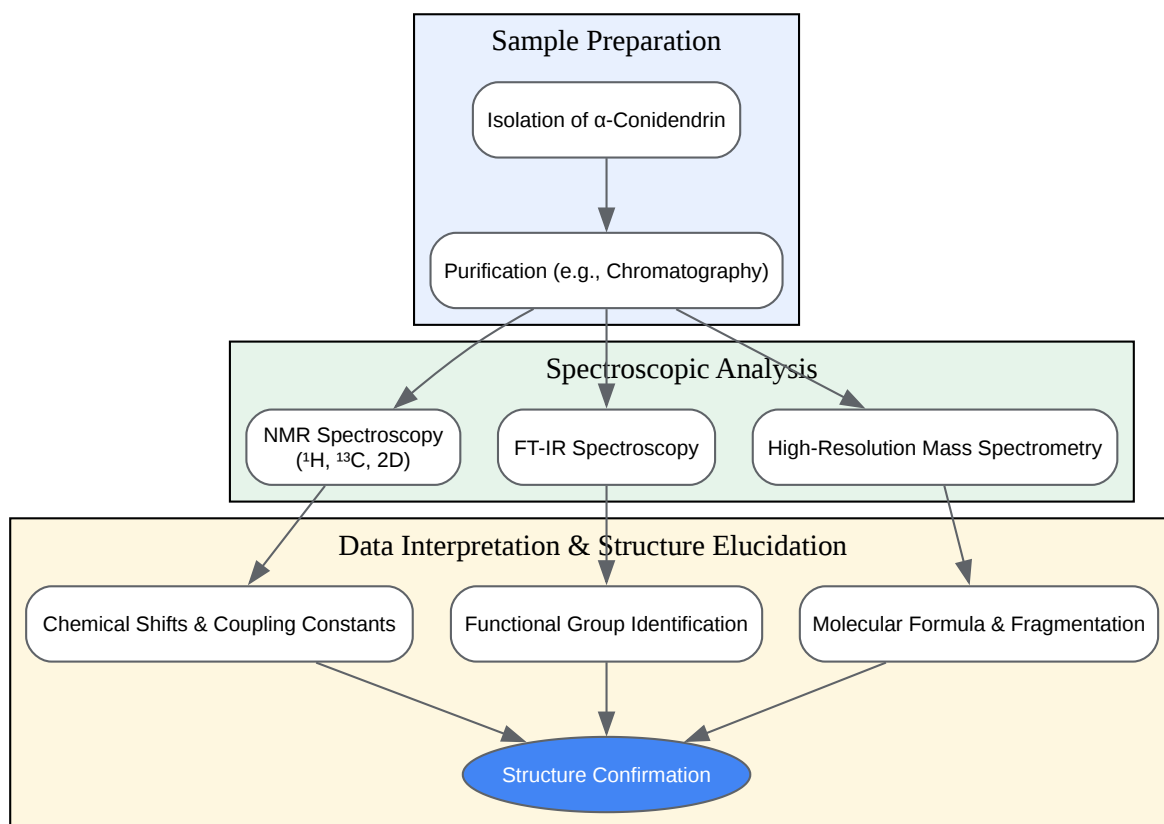 Sample Preparation
Isolation of α-Conidendrin
Purification (e.g., Chromatography)
Spectroscopic Analysis
NMR Spectroscopy
(¹H, ¹³C, 2D)
FT-IR Spectroscopy
High-Resolution Mass Spectrometry
Data Interpretation & Structure Elucidation
Chemical Shifts & Coupling Constants
Functional Group Identification
Molecular Formula & Fragmentation
Structure Confirmation